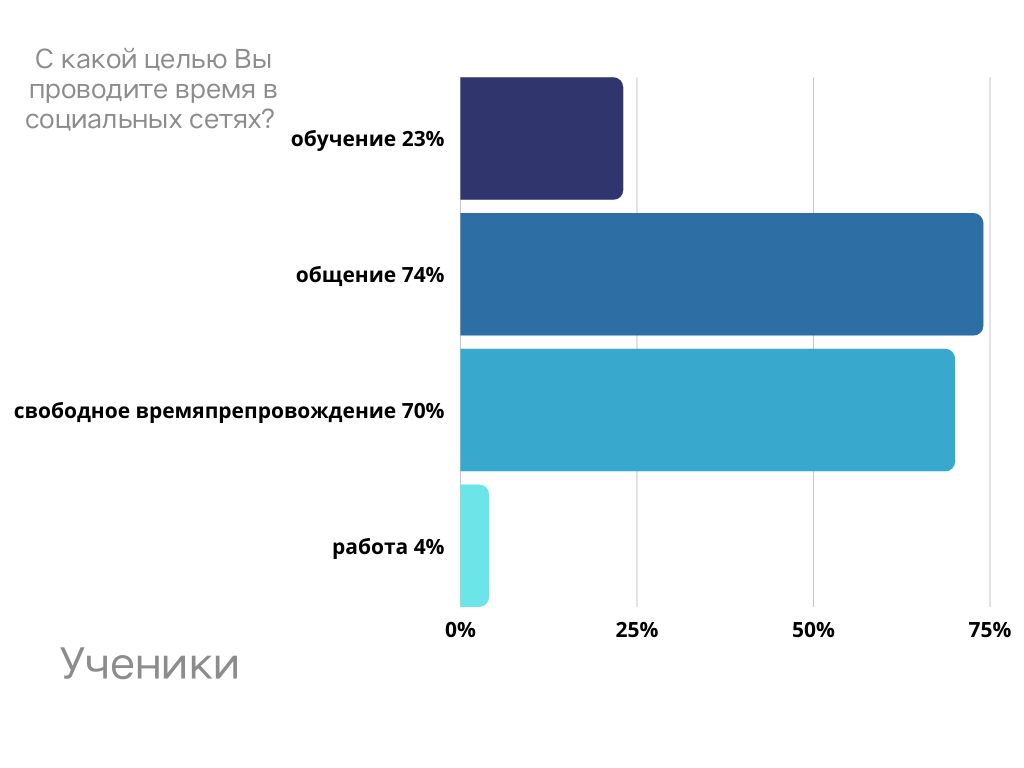 С какой целью Вы
проводите время в
социальных сетях?
обучение 23%
общение 74%
свободное времяпрепровождение 70%
работа 4%
0% 25% 50% 75%
Ученики